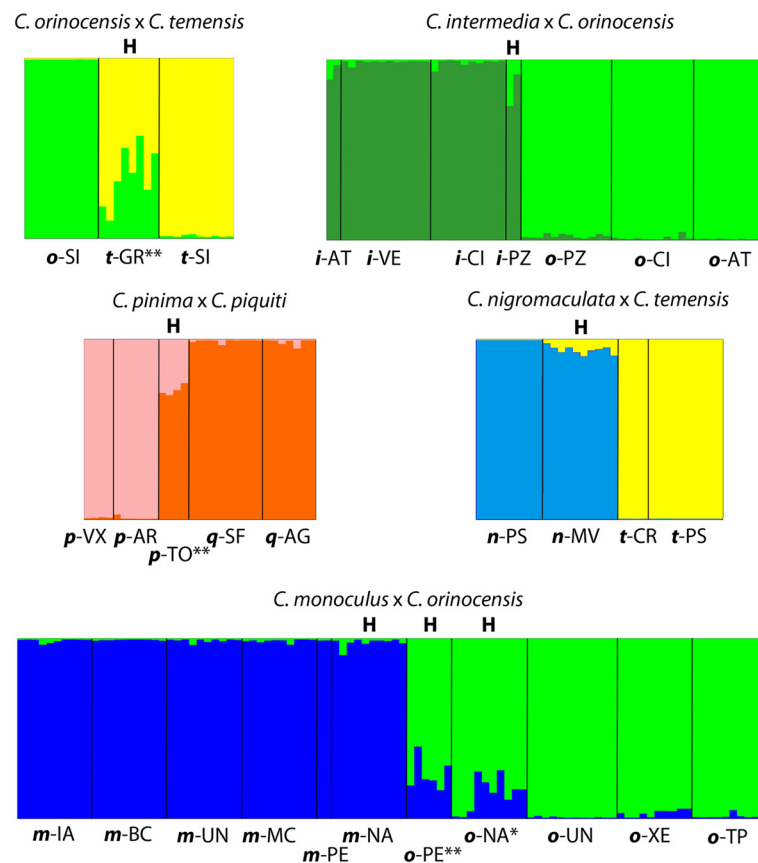 C. orinocensis x C. temensis
H
o-SI t-GR** t-SI
C. intermedia x C. orinocensis
H
i-AT i-VE i-CI i-PZ o-PZ o-CI o-AT
C. pinima x C. piquiti
H
p-VX p-AR q-SF q-AG
p-TO**
C. nigromaculata x C. temensis
H
n-PS n-MV t-CR t-PS
C. monoculus x C. orinocensis
H H H
m-IA m-BC m-UN m-MC m-NA o-NA* o-UN o-XE o-TP
m-PE o-PE**